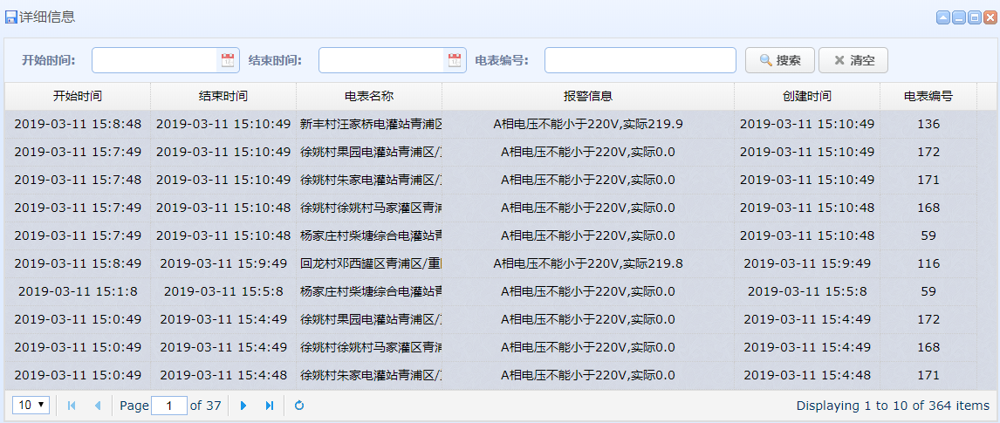 详细信息
开始时间: 结束时间: 电表编号: 搜索 清空
开始时间 结束时间 电表名称 报警信息 创建时间 电表编号
2019-03-11 15:8:48 2019-03-11 15:10:49 新丰村汪家桥电灌站青浦区 A相电压不能小于220V,实际219.9 2019-03-11 15:10:49 136
2019-03-11 15:7:49 2019-03-11 15:10:49 徐姚村果园电灌站青浦区/ A相电压不能小于220V,实际0.0 2019-03-11 15:10:49 172
2019-03-11 15:7:48 2019-03-11 15:10:49 徐姚村朱家电灌站青浦区/ A相电压不能小于220V,实际0.0 2019-03-11 15:10:49 171
2019-03-11 15:7:49 2019-03-11 15:10:48 徐姚村徐姚村马家灌区青浦 A相电压不能小于220V,实际0.0 2019-03-11 15:10:48 168
2019-03-11 15:7:49 2019-03-11 15:10:48 杨家庄村柴塘综合电灌站青 A相电压不能小于220V,实际0.0 2019-03-11 15:10:48 59
2019-03-11 15:8:49 2019-03-11 15:9:49 回龙村邓西罐区青浦区/重 A相电压不能小于220V,实际219.8 2019-03-11 15:9:49 116
2019-03-11 15:1:8 2019-03-11 15:5:8 杨家庄村柴塘综合电灌站青 A相电压不能小于220V,实际0.0 2019-03-11 15:5:8 59
2019-03-11 15:0:49 2019-03-11 15:4:49 徐姚村果园电灌站青浦区/ A相电压不能小于220V,实际0.0 2019-03-11 15:4:49 172
2019-03-11 15:0:49 2019-03-11 15:4:49 徐姚村徐姚村马家灌区青浦 A相电压不能小于220V,实际0.0 2019-03-11 15:4:49 168
2019-03-11 15:0:49 2019-03-11 15:4:48 徐姚村朱家电灌站青浦区/ A相电压不能小于220V,实际0.0 2019-03-11 15:4:48 171
10 Page 1 of 37 Displaying 1 to 10 of 364 items